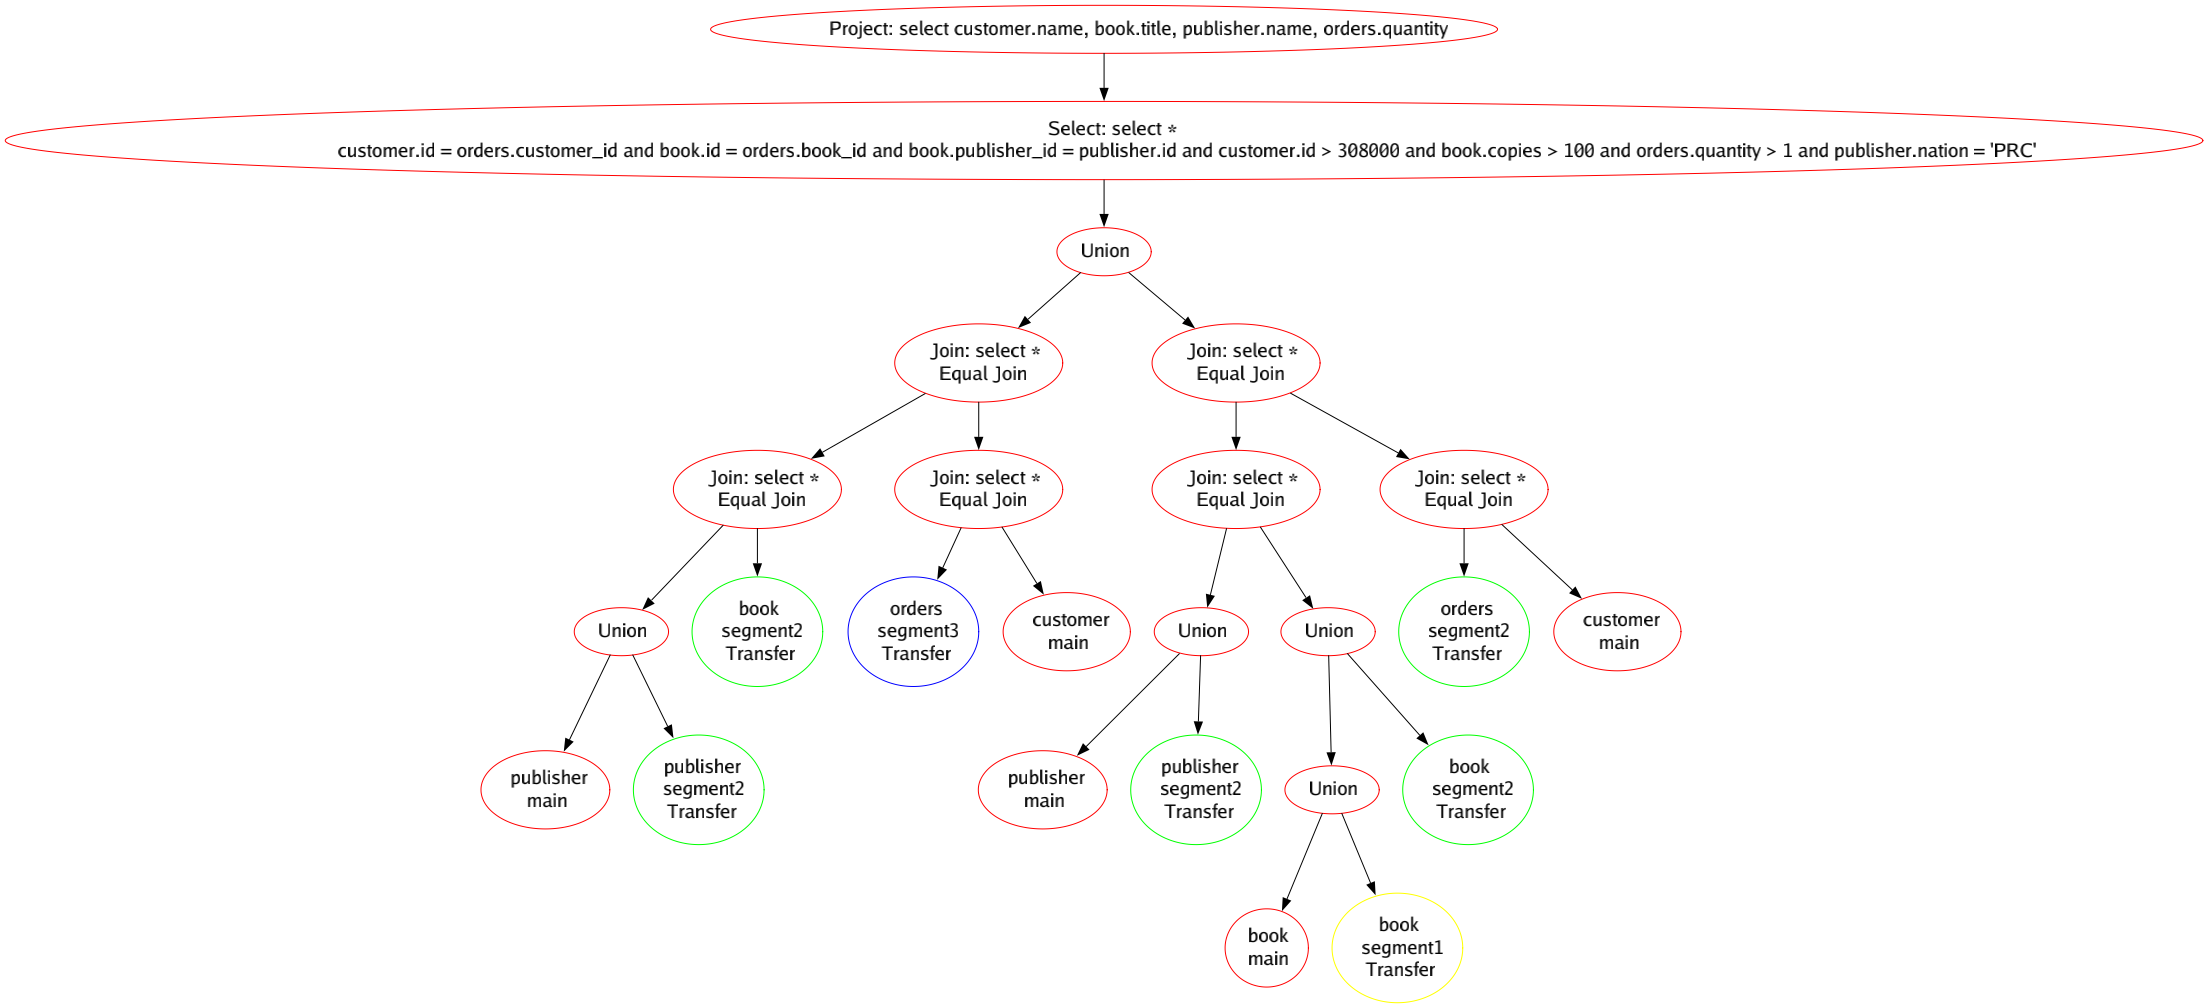 Project: select customer.name, book.title, publisher.name, orders.quantity
Select: select *
customer.id = orders.customer_id and book.id = orders.book_id and book.publisher_id = publisher.id and customer.id > 308000 and book.copies > 100 and orders.quantity > 1 and publisher.nation = 'PRC'
Union
Join: select *
Equal Join
Join: select *
Equal Join
Join: select *
Equal Join
Join: select *
Equal Join
Join: select *
Equal Join
Join: select *
Equal Join
Union
book
segment2
Transfer
orders
segment3
Transfer
customer
main
Union
Union
orders
segment2
Transfer
customer
main
publisher
main
publisher
segment2
Transfer
publisher
main
publisher
segment2
Transfer
Union
book
segment2
Transfer
book
main
book
segment1
Transfer